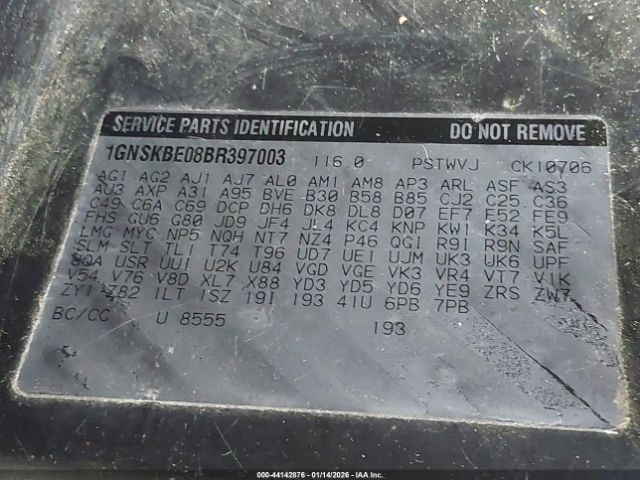 SERVICE PARTS IDENTIFICATION DO NOT REMOVE
1GNSKBE08BR397003 116.0 PSTWVJ CK10706
AG1 AG2 AJ1 AJ7 AL0 AM1 AM8 AP3 ARL ASF AS3
AU3 AXP A31 A95 BVE B30 B58 B85 CJ2 C25 C36
C49 C6A C69 DCP DH6 DK8 DL8 D07 EF7 E52 FE9
FHS GU6 G80 JD9 JF4 JL4 KC4 KNP KW1 K34 K5L
LMG MYC NP5 NQH NT7 NZ4 P46 QGI R9I R9N SAF
SLM SLT TL1 T74 T96 UD7 UE1 UJM UK3 UK6 UPF
UQA USR UU1 U2K U84 VGD VGE VK3 VR4 VT7 V1K
V54 V76 V8D XL7 X88 YD3 YD5 YD6 YE9 ZRS ZW7
ZY1 Z82 1LT 1SZ 19I 193 41U 6PB 7PB
BC/CC U 8555 193
000-44142876 | 01/14/2026 | IAA Inc.